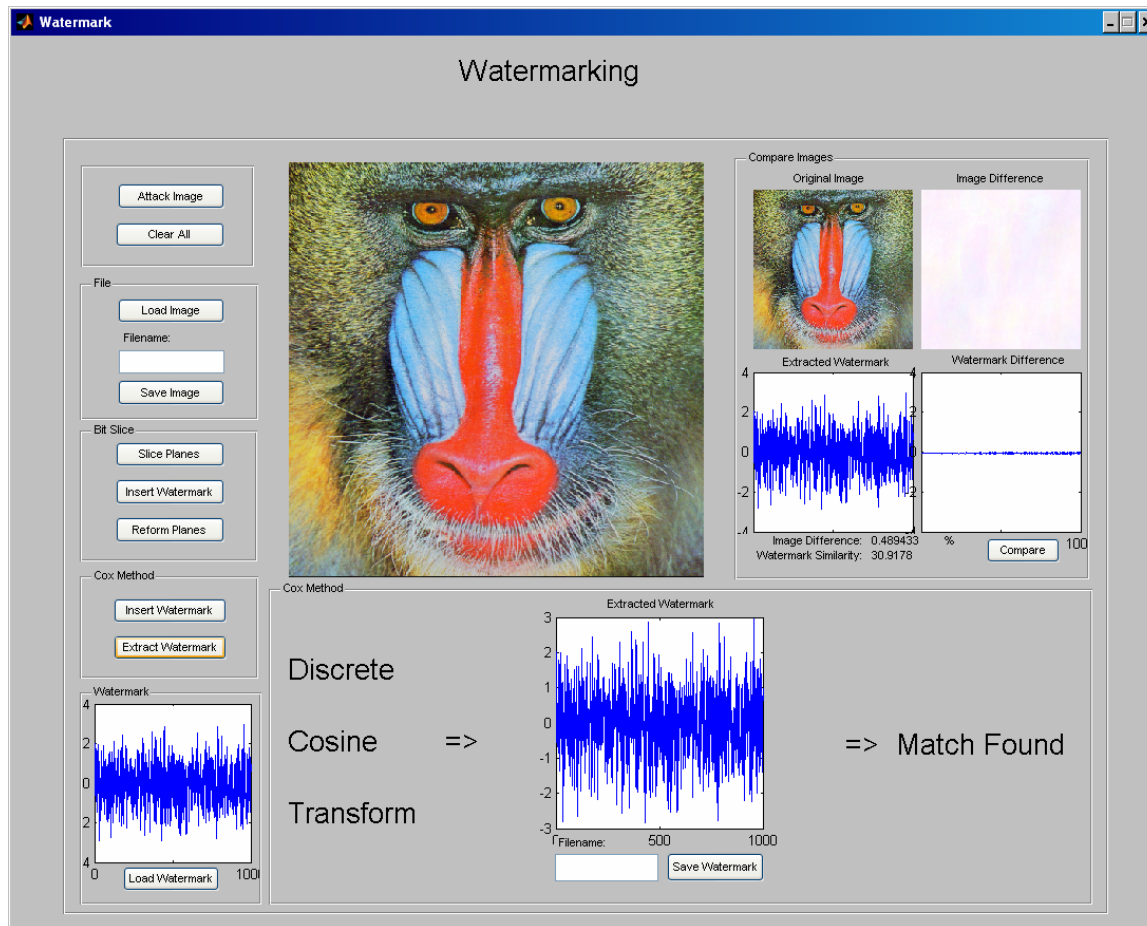 Watermark
Watermarking
Attack Image
Clear All
File
Load Image
Filename:
Save Image
Bit Slice
Slice Planes
Insert Watermark
Reform Planes
Cox Method
Insert Watermark
Extract Watermark
Watermark
4
2
0
2
4
0
100
Load Watermark
Compare Images
Original Image
Image Difference
Extracted Watermark
Watermark Difference
4
2
0
-2
-4
4
2
0
-2
-4
100
Image Difference: 0.489433 %
Watermark Similarity: 30.9178
Compare
Cox Method
Discrete
Cosine =>
Transform
Extracted Watermark
3
2
1
0
-1
-2
-3
500
1000
Filename:
Save Watermark
=> Match Found